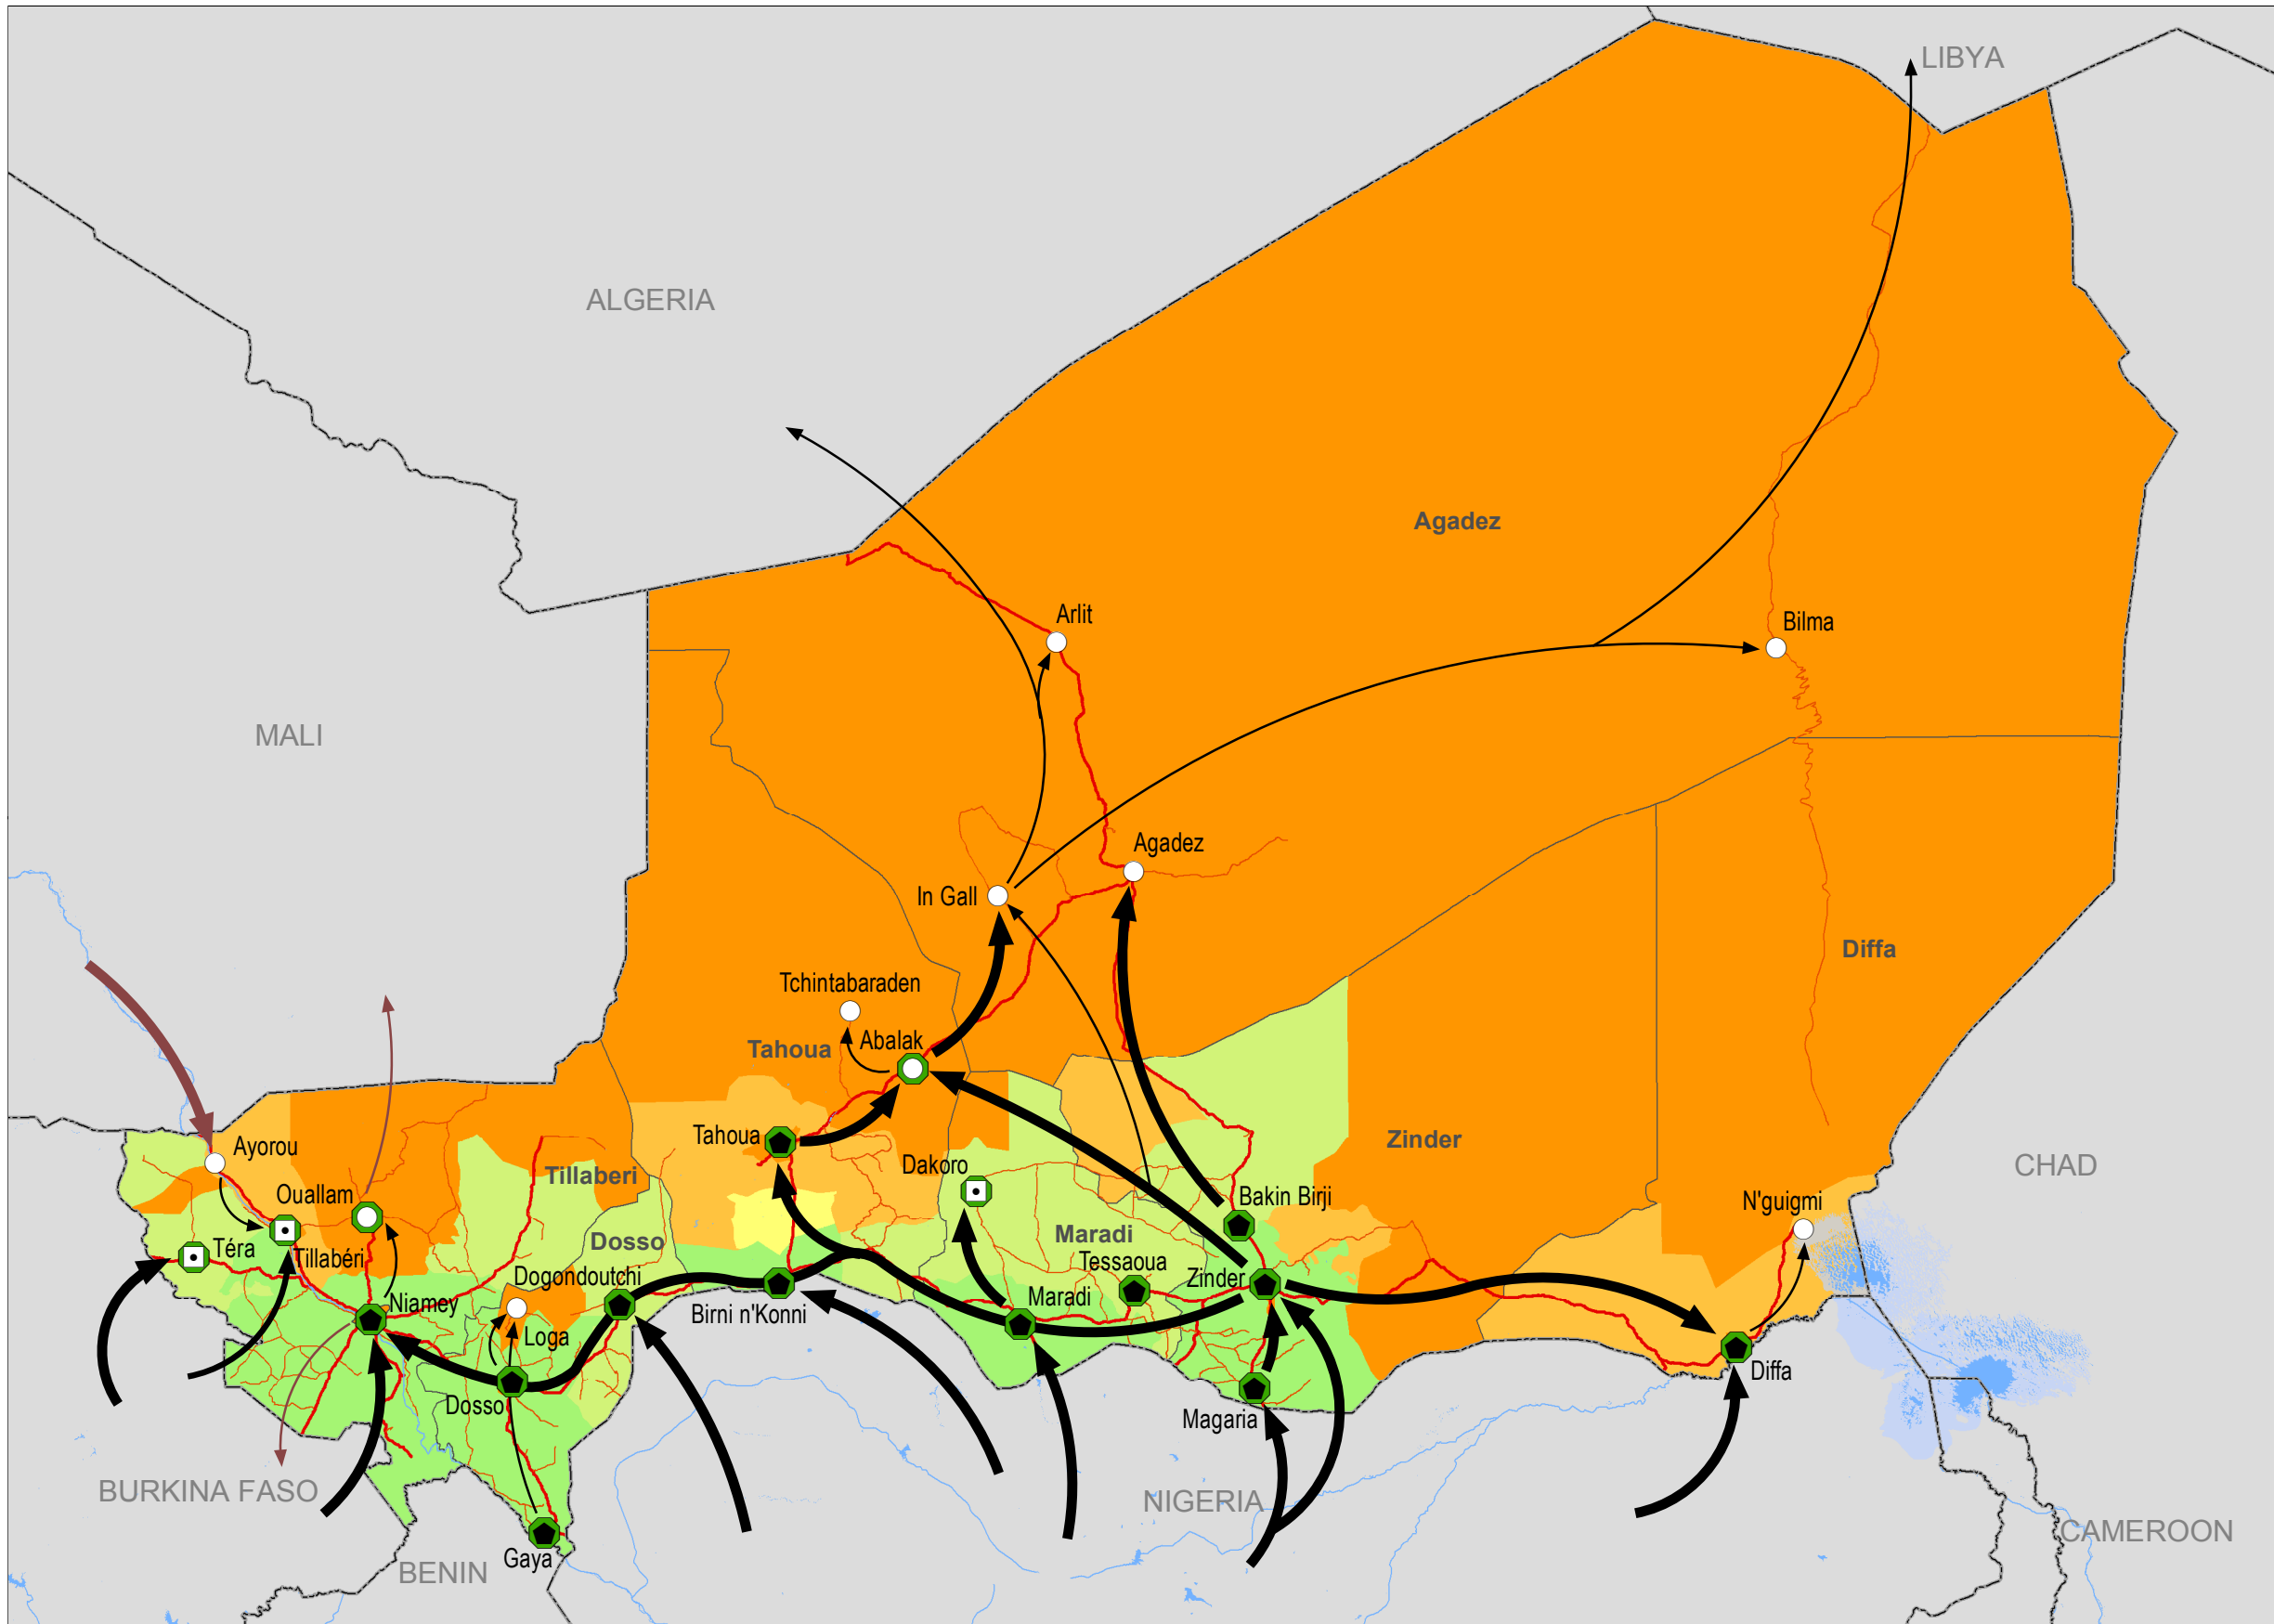 LIBYA
ALGERIA
Agadez
Arlit
Bilma
MALI
Agadez
In Gall
Diffa
Tchintabaraden
Abalak
Tahoua
Tahoua
Ayorou
Zinder
CHAD
Dakoro
Tillaberi
Ouallam
Bakin Birji
N'guigmi
Téra
Tillabéri
Dosso
Maradi
Tessaoua
Dogondoutchi
Zinder
Birni n'Konni
Niamey
Maradi
Loga
Diffa
Dosso
Magaria
BURKINA FASO
NIGERIA
CAMEROON
Gaya
BENIN